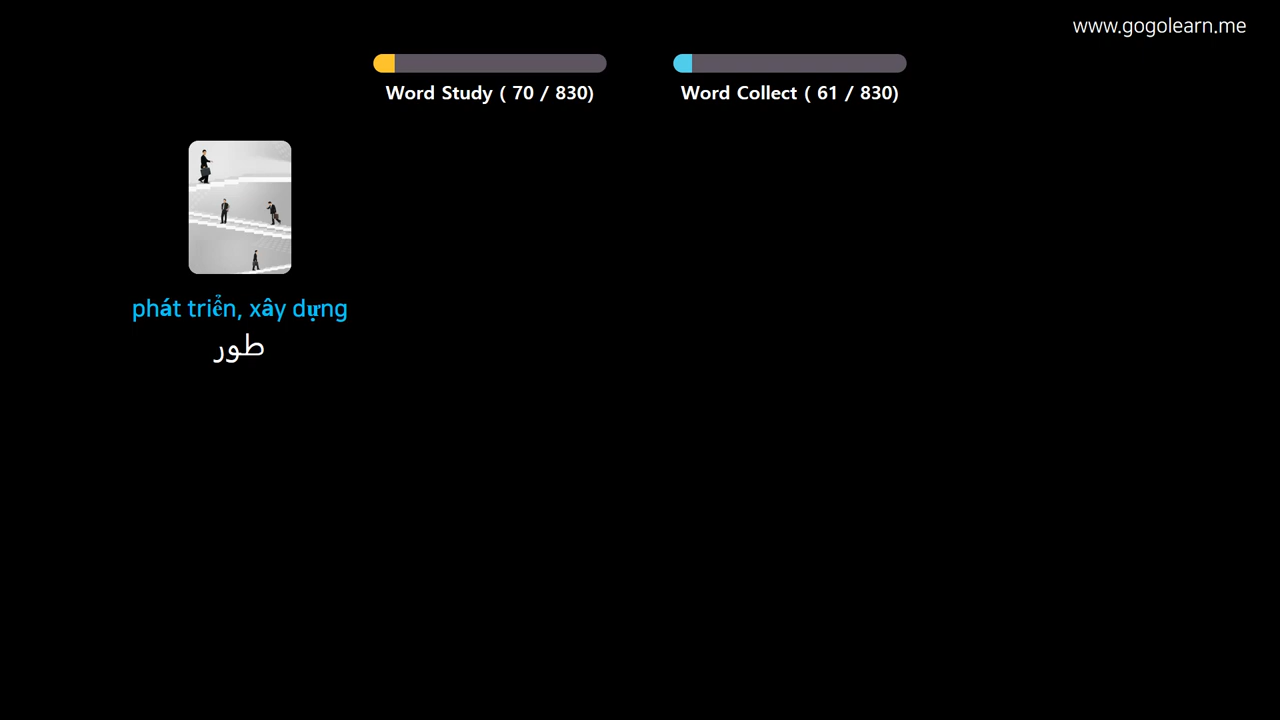 www.gogolearn.me
Word Study ( 70 / 830)
Word Collect ( 61 / 830)
phát triển, xây dựng
طور